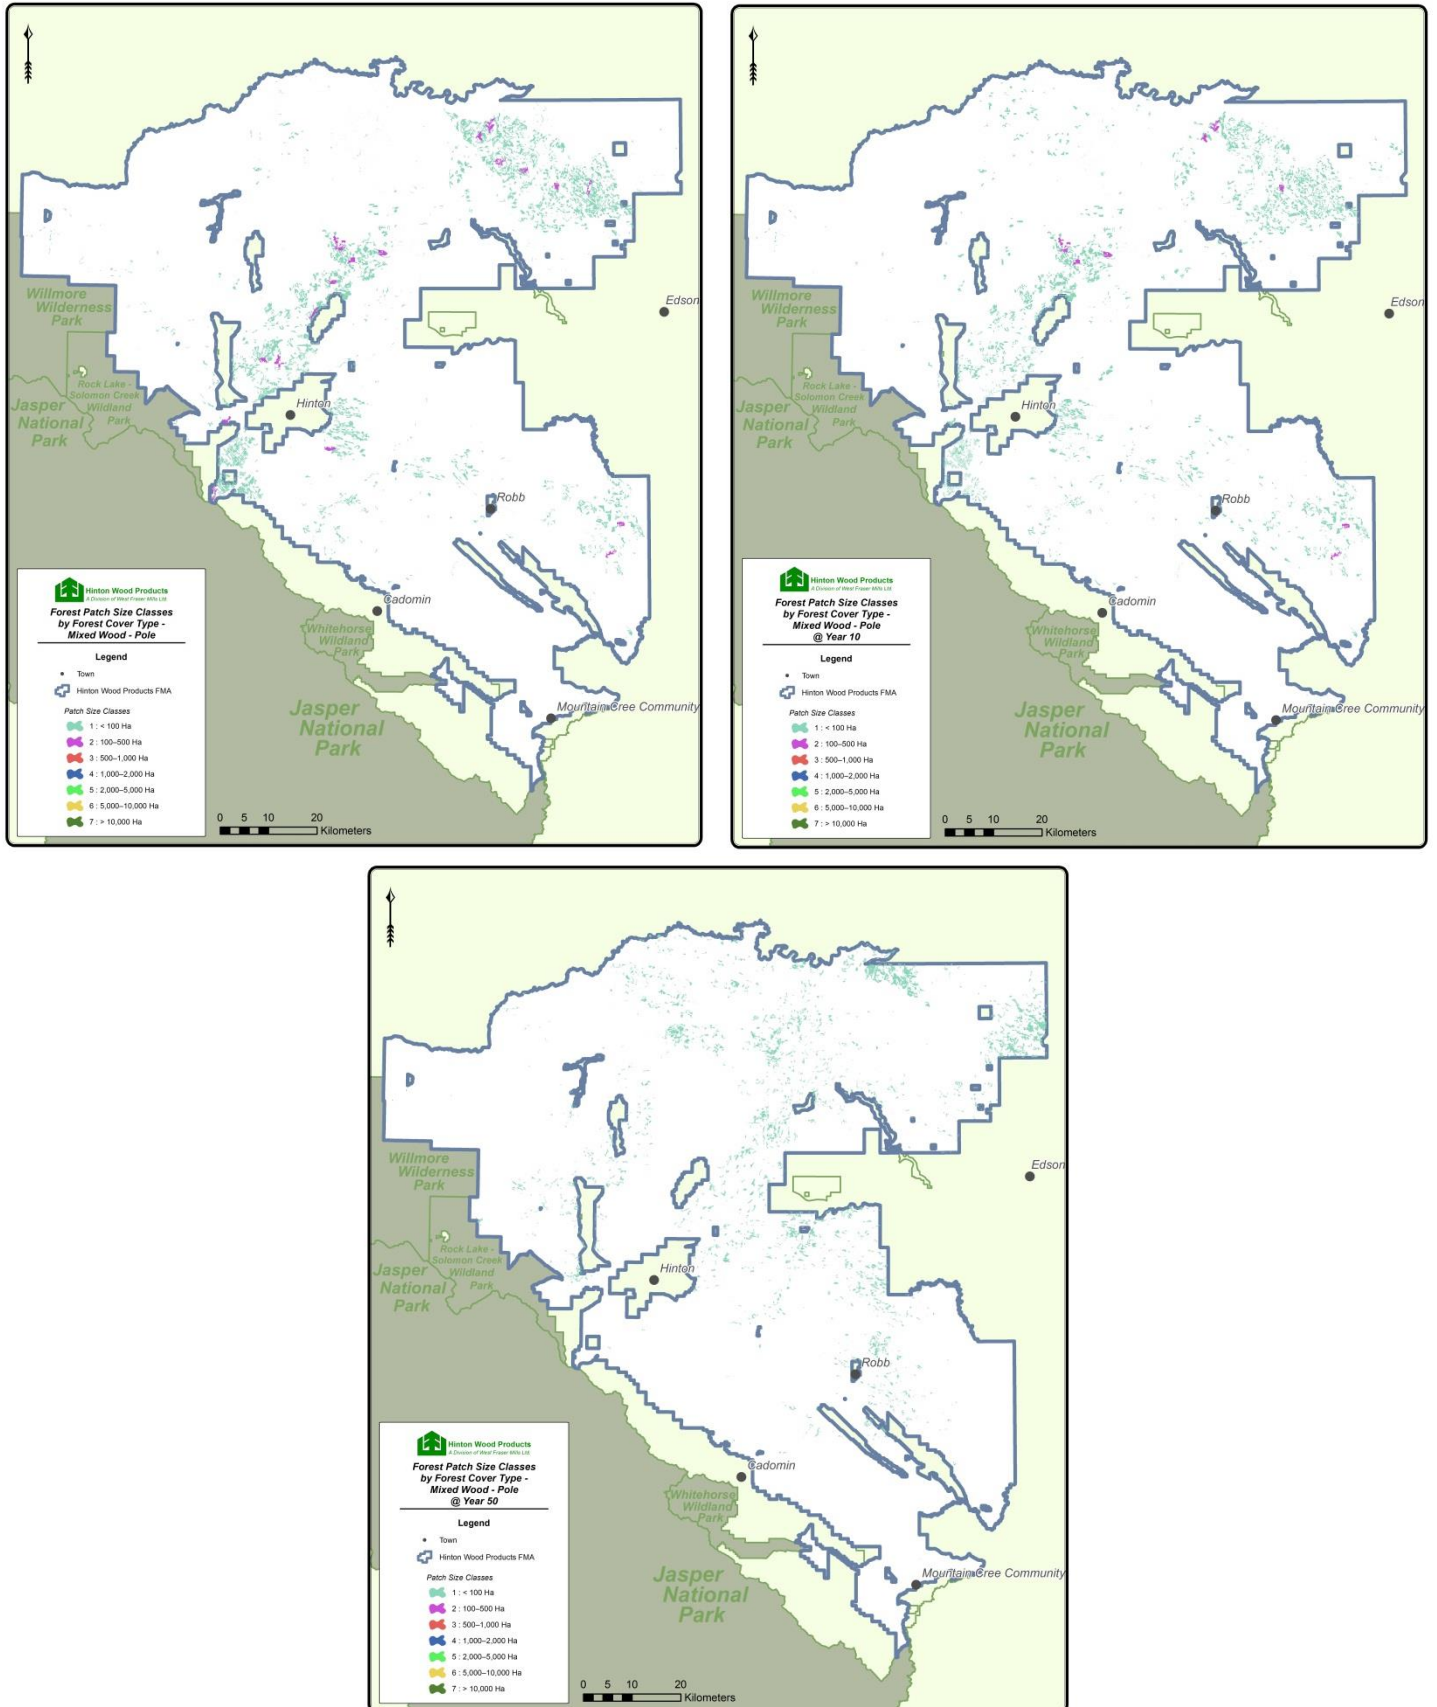 Edson
Willmore
Wilderness
Park
Rock Lake -
Solomon Creek
Wildland
Park
Jasper
National
Park
Hinton
Robb
Cadomin
Whitehorse
Wildland
Park
Mountain Cree Community
Jasper
National
Park
Hinton Wood Products
A Division of West Fraser Mills Ltd.
Forest Patch Size Classes
by Forest Cover Type -
Mixed Wood - Pole
Legend
Town
Hinton Wood Products FMA
Patch Size Classes
1 : < 100 Ha
2 : 100–500 Ha
3 : 500–1,000 Ha
4 : 1,000–2,000 Ha
5 : 2,000–5,000 Ha
6 : 5,000–10,000 Ha
7 : > 10,000 Ha
0 5 10 20
Kilometers
Edson
Willmore
Wilderness
Park
Rock Lake -
Solomon Creek
Wildland
Park
Jasper
National
Park
Hinton
Robb
Cadomin
Whitehorse
Wildland
Park
Mountain Cree Community
Jasper
National
Park
Hinton Wood Products
A Division of West Fraser Mills Ltd.
Forest Patch Size Classes
by Forest Cover Type -
Mixed Wood - Pole
@ Year 10
Legend
Town
Hinton Wood Products FMA
Patch Size Classes
1 : < 100 Ha
2 : 100–500 Ha
3 : 500–1,000 Ha
4 : 1,000–2,000 Ha
5 : 2,000–5,000 Ha
6 : 5,000–10,000 Ha
7 : > 10,000 Ha
0 5 10 20
Kilometers
Edson
Willmore
Wilderness
Park
Rock Lake -
Solomon Creek
Wildland
Park
Jasper
National
Park
Hinton
Robb
Cadomin
Whitehorse
Wildland
Park
Mountain Cree Community
Jasper
National
Park
Hinton Wood Products
A Division of West Fraser Mills Ltd.
Forest Patch Size Classes
by Forest Cover Type -
Mixed Wood - Pole
@ Year 50
Legend
Town
Hinton Wood Products FMA
Patch Size Classes
1 : < 100 Ha
2 : 100–500 Ha
3 : 500–1,000 Ha
4 : 1,000–2,000 Ha
5 : 2,000–5,000 Ha
6 : 5,000–10,000 Ha
7 : > 10,000 Ha
0 5 10 20
Kilometers